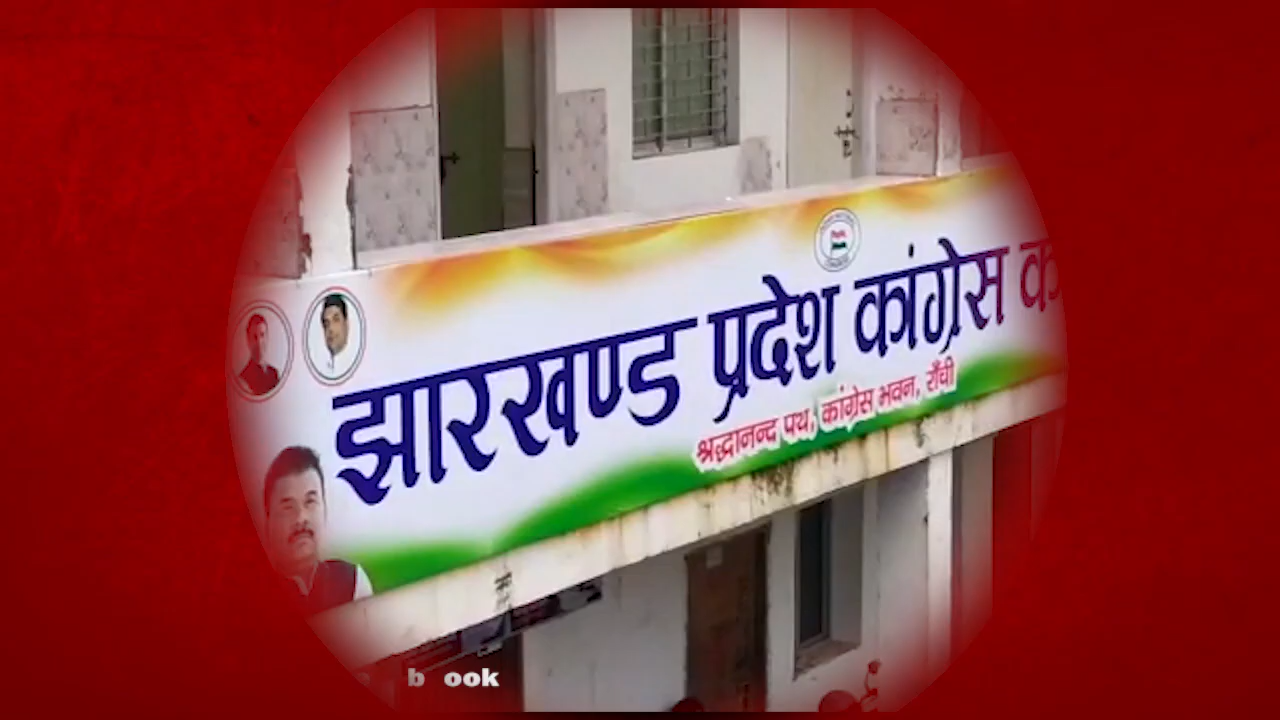 झारखण्ड प्रदेश कांग्रेस क
श्रद्धानन्द पथ, कांग्रेस भवन, राँची
b ook